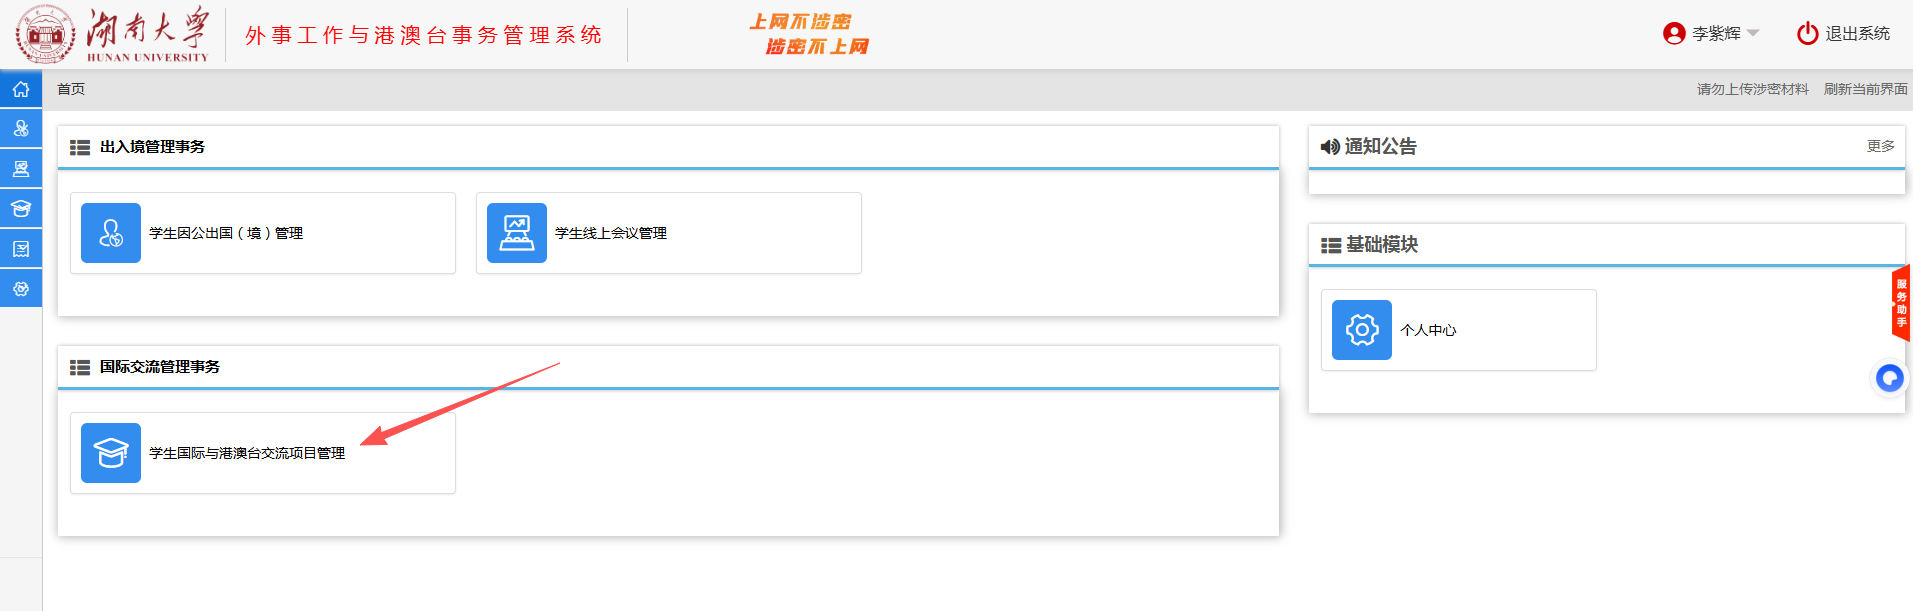 湖南大学
HUNAN UNIVERSITY
外事工作与港澳台事务管理系统
上网不涉密
涉密不上网
李紫辉
退出系统
首页
请勿上传涉密材料
刷新当前界面
出入境管理事务
学生因公出国（境）管理
学生线上会议管理
国际交流管理事务
学生国际与港澳台交流项目管理
通知公告
更多
基础模块
个人中心
服务助手